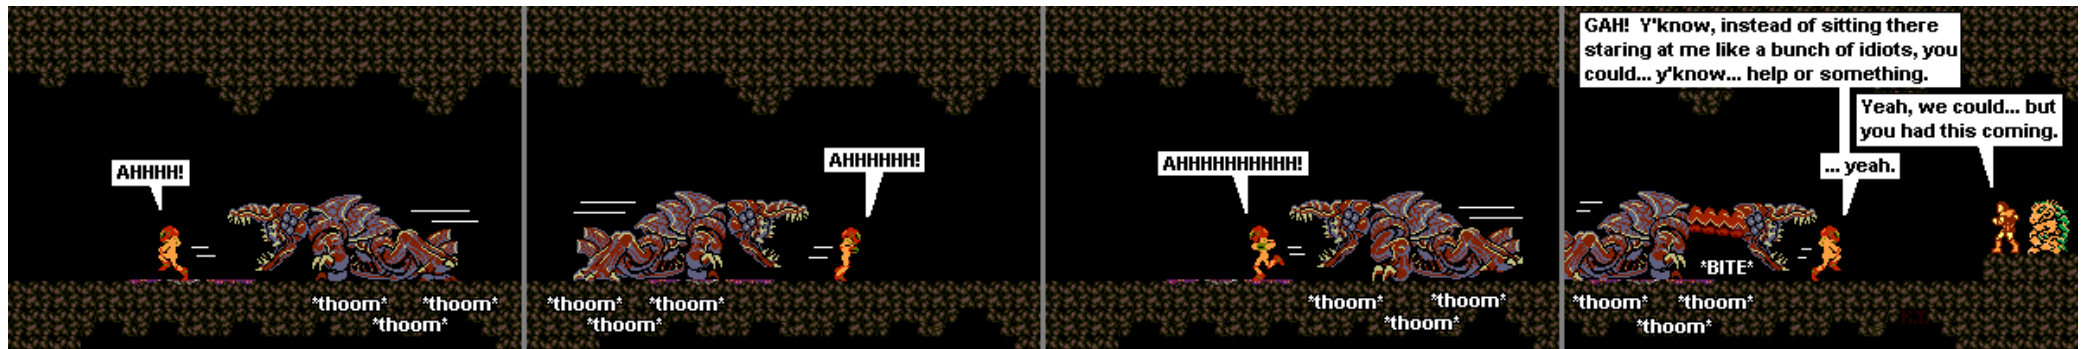 AHHHH!
*thoom*
*thoom*
*thoom*
AHHHHHH!
*thoom*
*thoom*
*thoom*
AHHHHHHHHHHH!
*thoom*
*thoom*
*thoom*
GAH! Y'know, instead of sitting there
staring at me like a bunch of idiots, you
could... y'know... help or something.
Yeah, we could... but
you had this coming.
... yeah.
*BITE*
*thoom*
*thoom*
*thoom*